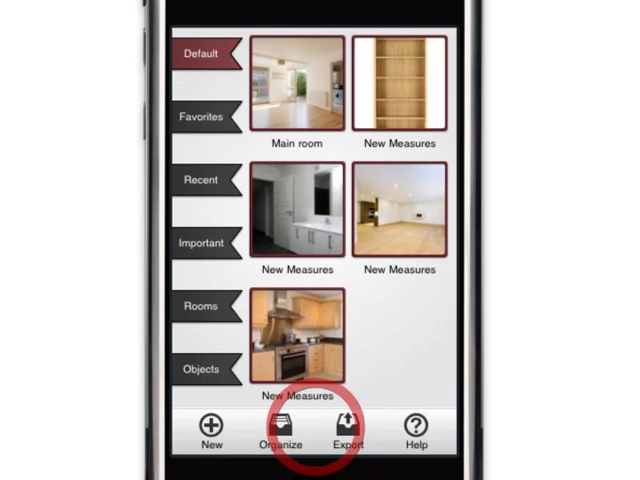 Default
Main room
New Measures
Favorites
Recent
Important
New Measures
New Measures
Rooms
Objects
New Measures
New
Organize
Export
Help